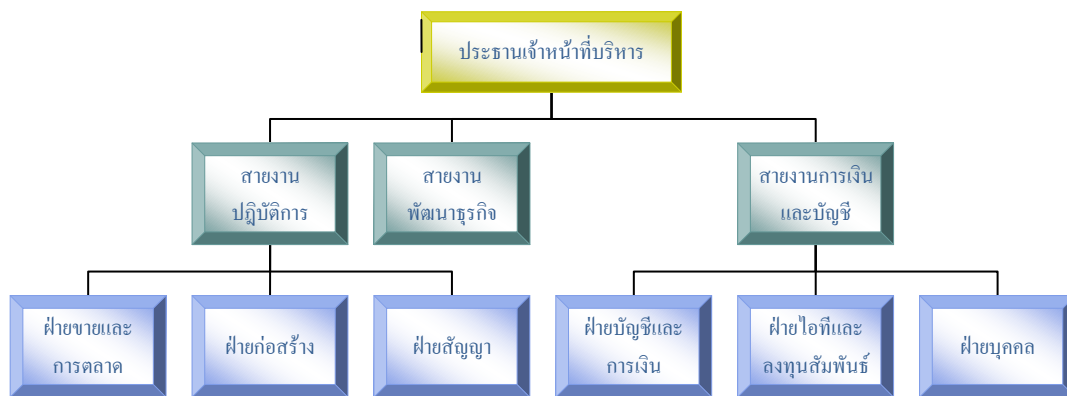 ประธานเจ้าหน้าที่บริหาร
สายงาน
ปฎิบัติการ
สายงาน
พัฒนาธุรกิจ
สายงานการเงิน
และบัญชี
ฝ่ายขายและ
การตลาด
ฝ่ายก่อสร้าง
ฝ่ายสัญญา
ฝ่ายบัญชีและ
การเงิน
ฝ่ายไอทีและ
ลงทุนสัมพันธ์
ฝ่ายบุคคล